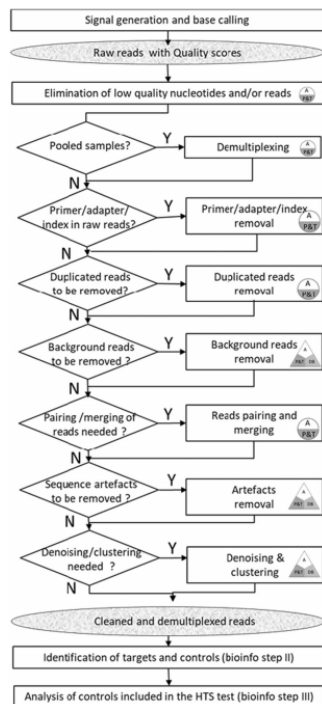 Signal generation and base calling
Raw reads with Quality scores
Elimination of low quality nucleotides and/or reads
A
P&T
Pooled samples?
Y
Demultiplexing
A
P&T
N
Primer/adapter/
index in raw reads?
Y
Primer/adapter/index
removal
A
P&T
N
Duplicated reads
to be removed?
Y
Duplicated reads
removal
A
P&T
N
Background reads
to be removed ?
Y
Background reads
removal
A
P&T DB
N
Pairing /merging of
reads needed ?
Y
Reads pairing and
merging
A
P&T
N
Sequence artefacts
to be removed ?
Y
Artefacts
removal
A
P&T DB
N
Denoising/clustering
needed ?
Y
Denoising &
clustering
A
P&T DB
N
Cleaned and demultiplexed reads
Identification of targets and controls (bioinfo step II)
Analysis of controls included in the HTS test (bioinfo step III)